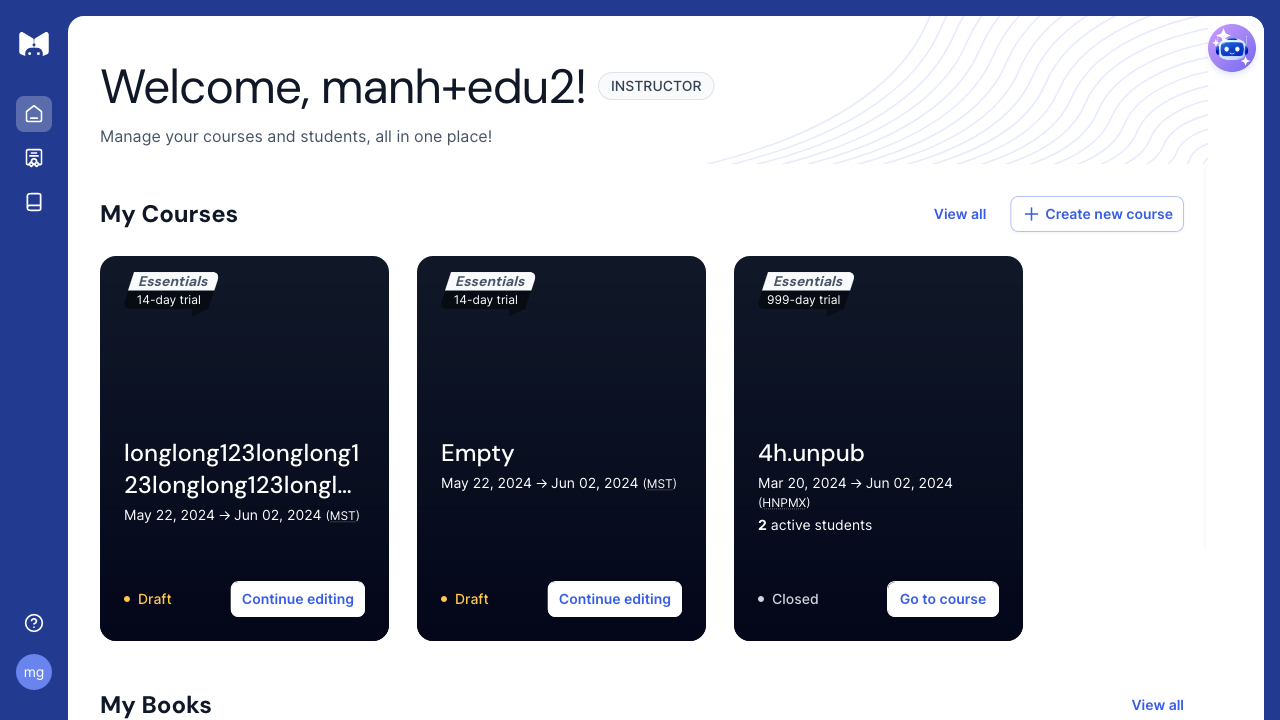 Welcome, manh+edu2!
INSTRUCTOR
Manage your courses and students, all in one place!
My Courses
View all
Create new course
Essentials
14-day trial
longlong123longlong1
23longlong123longl...
May 22, 2024 → Jun 02, 2024 (MST)
Draft
Continue editing
Essentials
14-day trial
Empty
May 22, 2024 → Jun 02, 2024 (MST)
Draft
Continue editing
Essentials
999-day trial
4h.unpub
Mar 20, 2024 → Jun 02, 2024
(HNPMX)
2 active students
Closed
Go to course
My Books
View all
mg